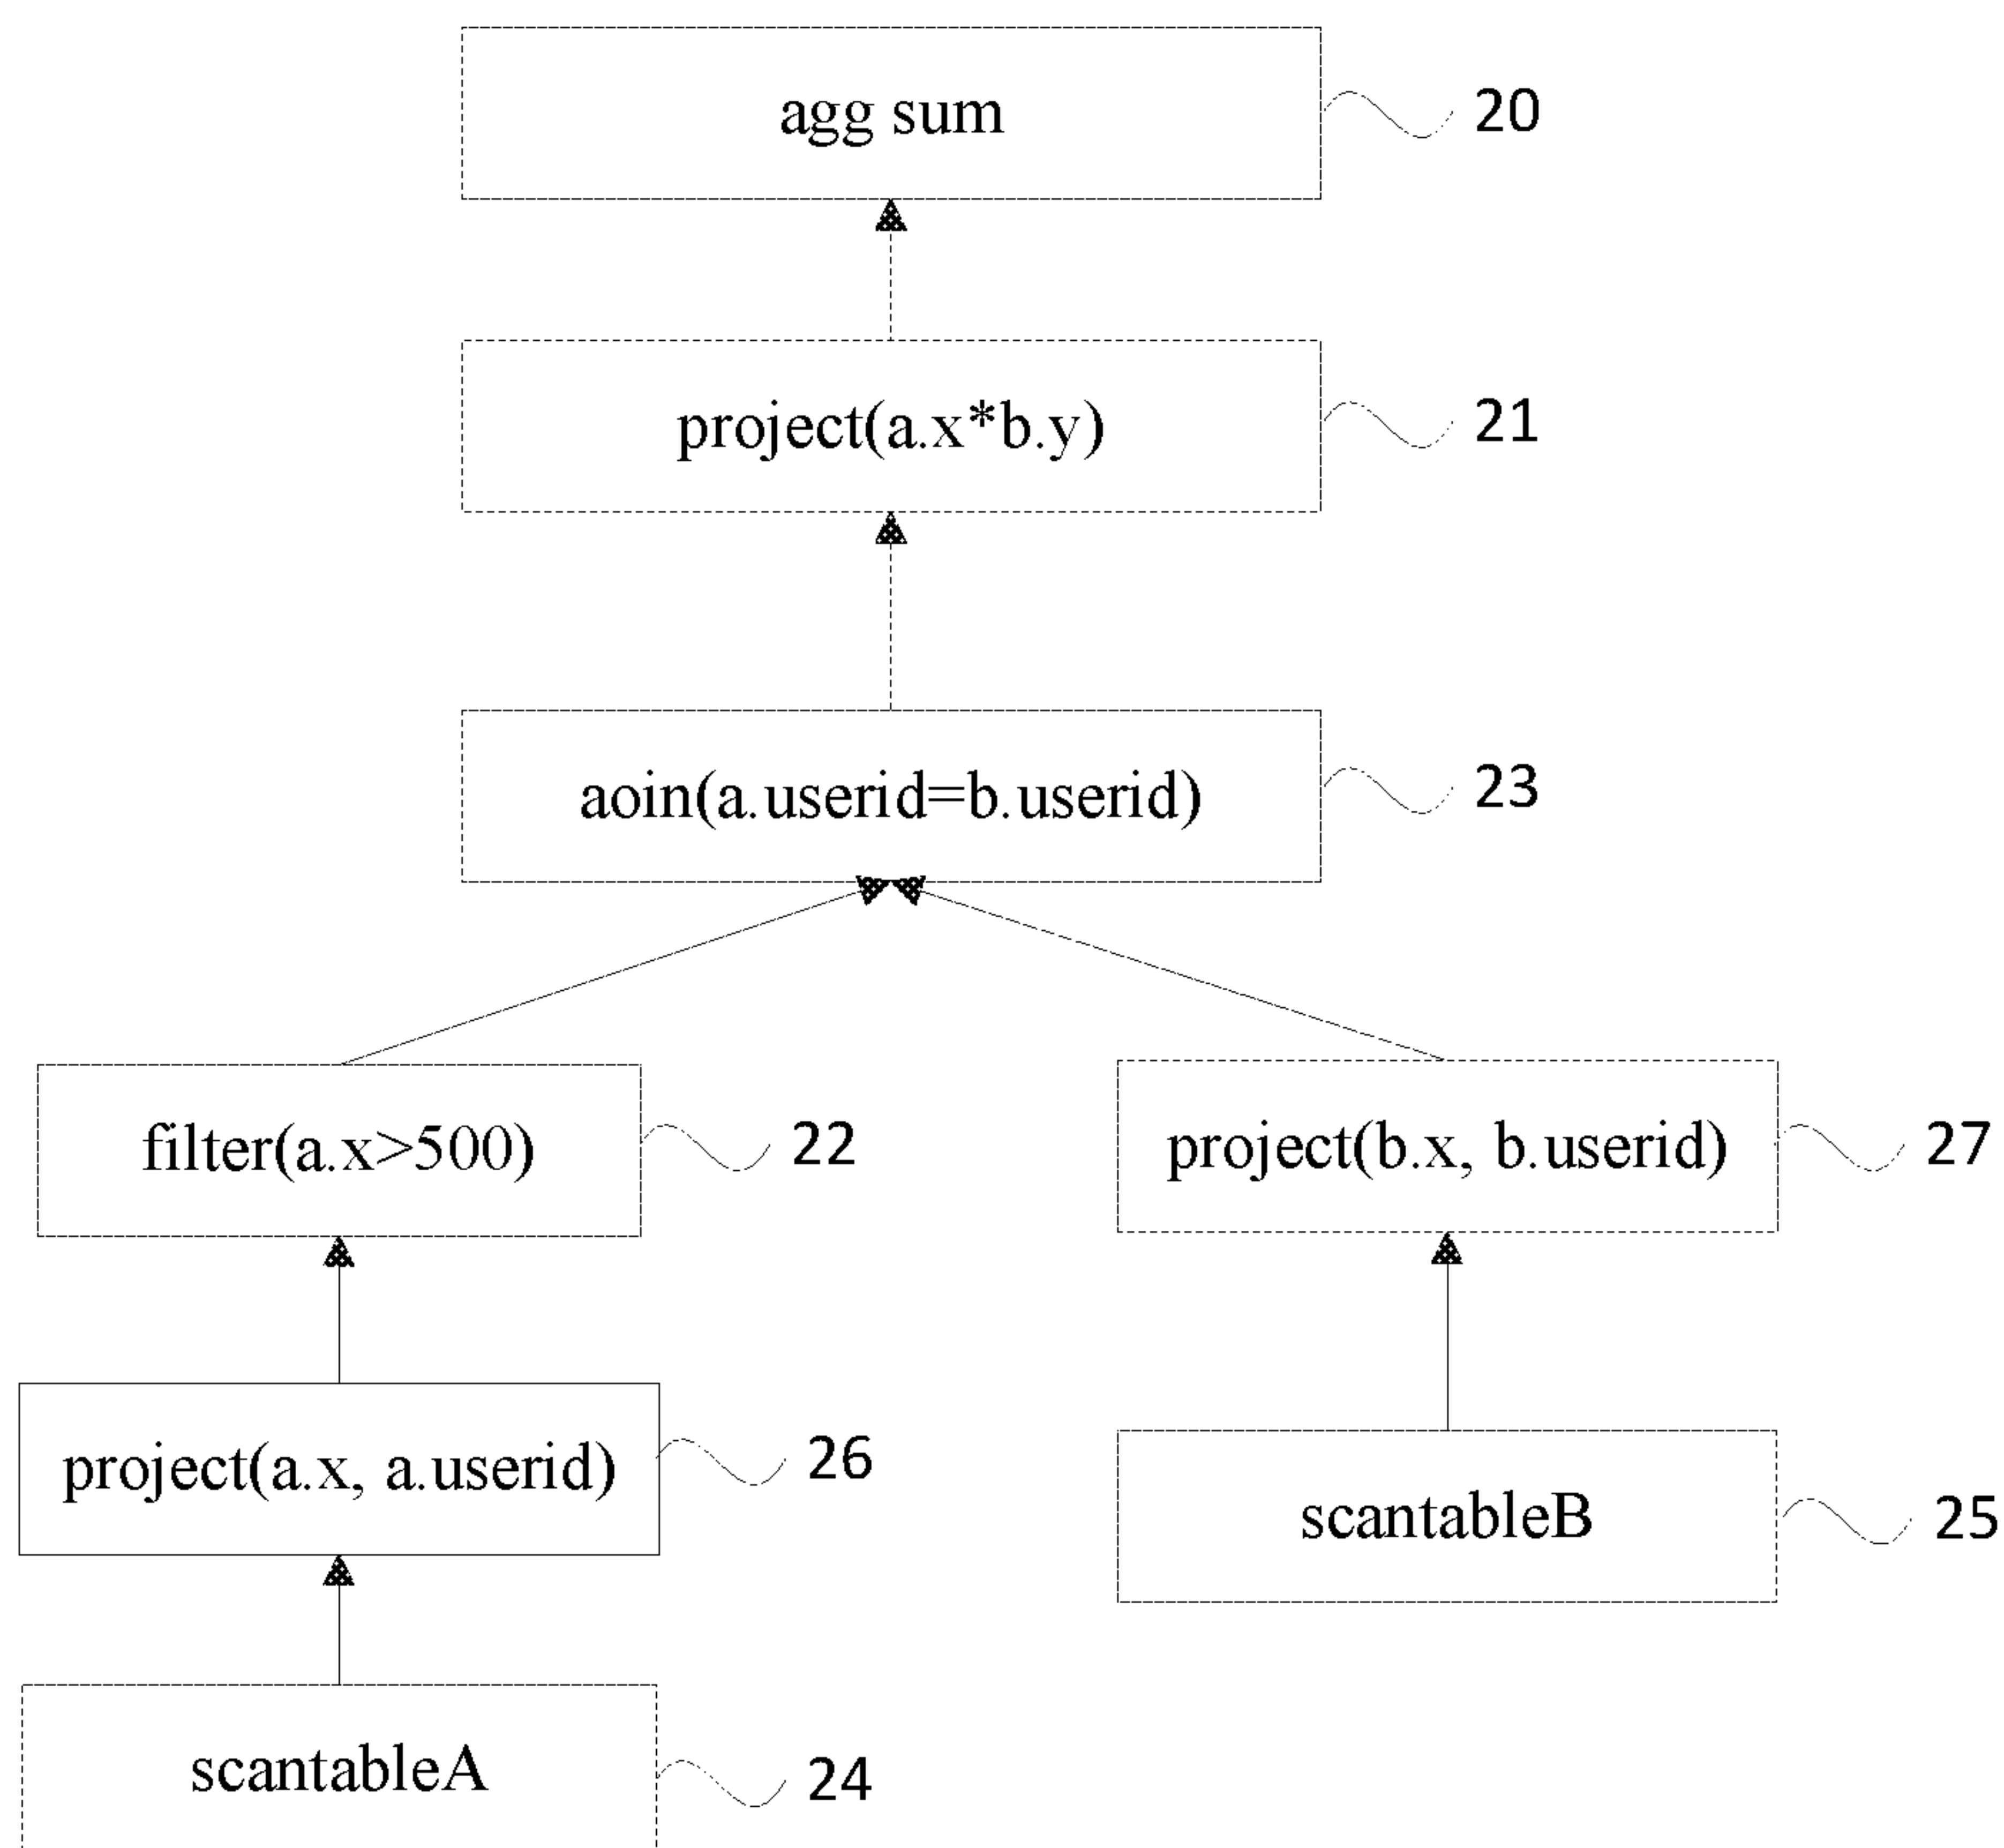 agg sum
20
project(a.x*b.y)
21
aoin(a.userid=b.userid)
23
filter(a.x>500)
22
project(b.x, b.userid)
27
project(a.x, a.userid)
26
scantableB
25
scantableA
24